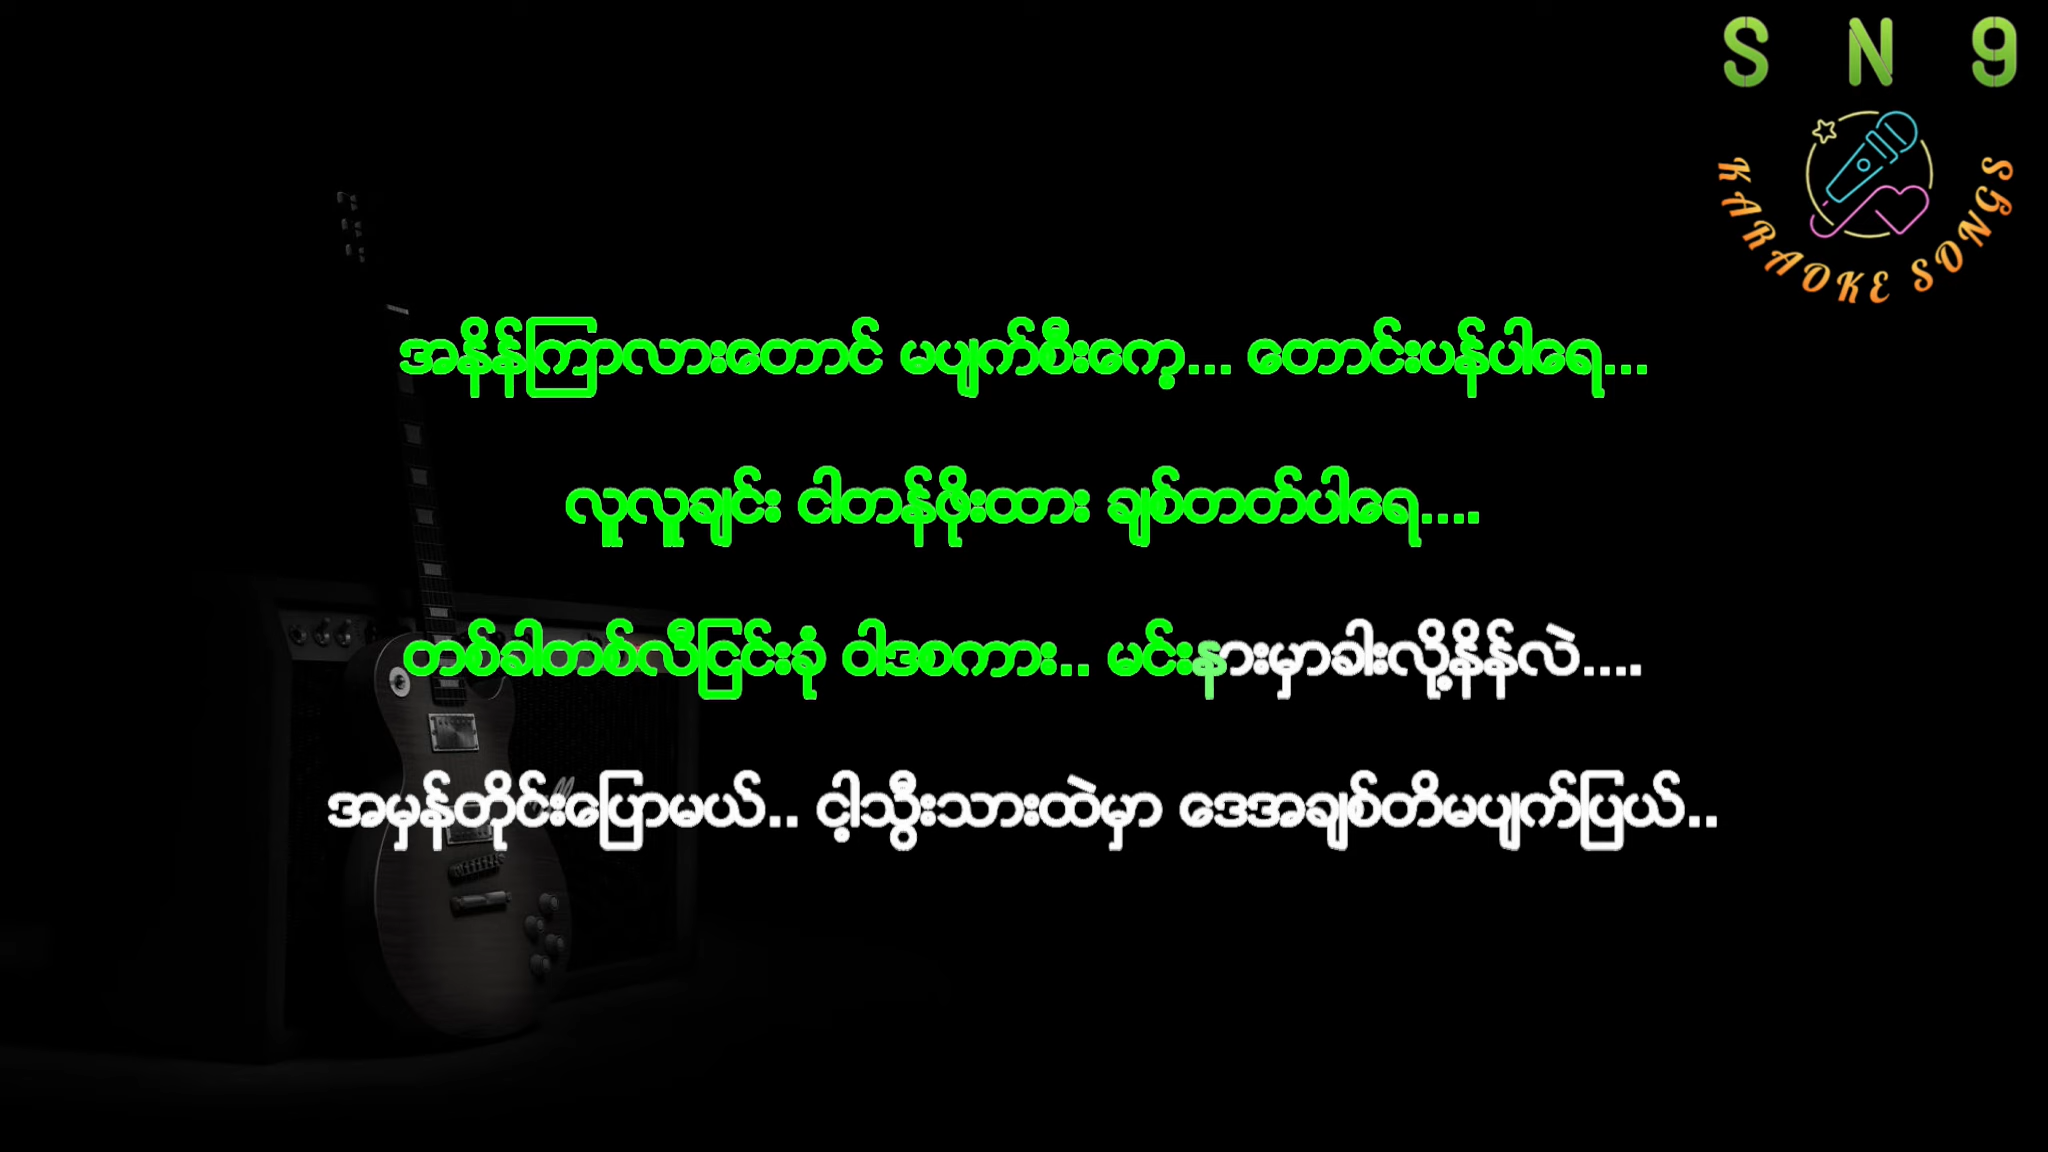 S N 9
KARAOKE SONGS
အနိန်ကြာလားတောင် မပျက်စီးကေ့... တောင်းပန်ပါရေ...
လူလူချင်း ငါတန်ဖိုးထား ချစ်တတ်ပါရေ....
တစ်ခါတစ်လီငြင်းခုံ ဝါဒစကား.. မင်းနားမှာခါးလို့နိန်လဲ....
အမှန်တိုင်းပြောမယ်.. ငါ့သွီးသားထဲမှာ ဒေအချစ်တိမပျက်ပြယ်..